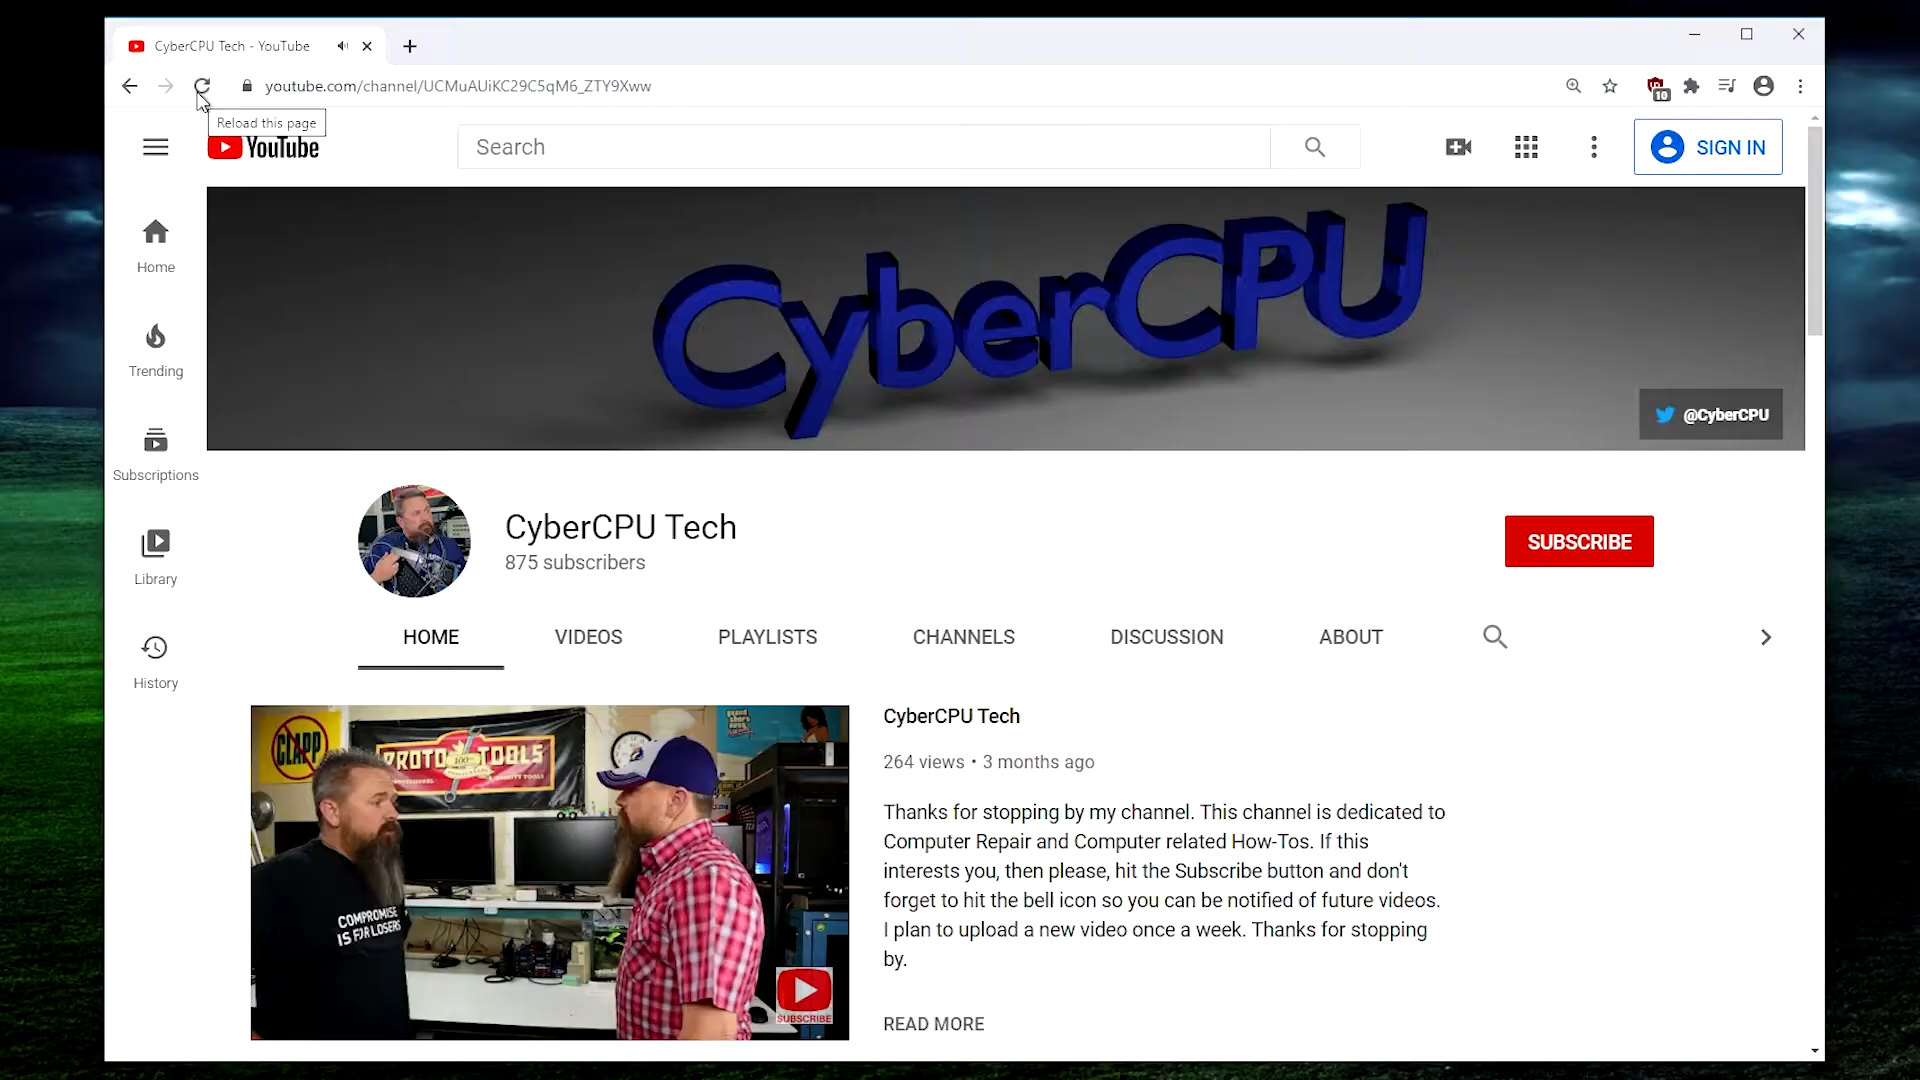 CyberCPU Tech - YouTube
youtube.com/channel/UCMuAUiKC29C5qM6_ZTY9Xww
10
Reload this page
YouTube
Search
SIGN IN
Home
Trending
Subscriptions
Library
History
CyberCPU
@CyberCPU
CyberCPU Tech
875 subscribers
SUBSCRIBE
HOME VIDEOS PLAYLISTS CHANNELS DISCUSSION ABOUT
CLAPP
PROTO TOOLS
100
COMPROMISE
IS FOR LOSERS
SUBSCRIBE
CyberCPU Tech
264 views • 3 months ago
Thanks for stopping by my channel. This channel is dedicated to
Computer Repair and Computer related How-Tos. If this
interests you, then please, hit the Subscribe button and don't
forget to hit the bell icon so you can be notified of future videos.
I plan to upload a new video once a week. Thanks for stopping
by.
READ MORE